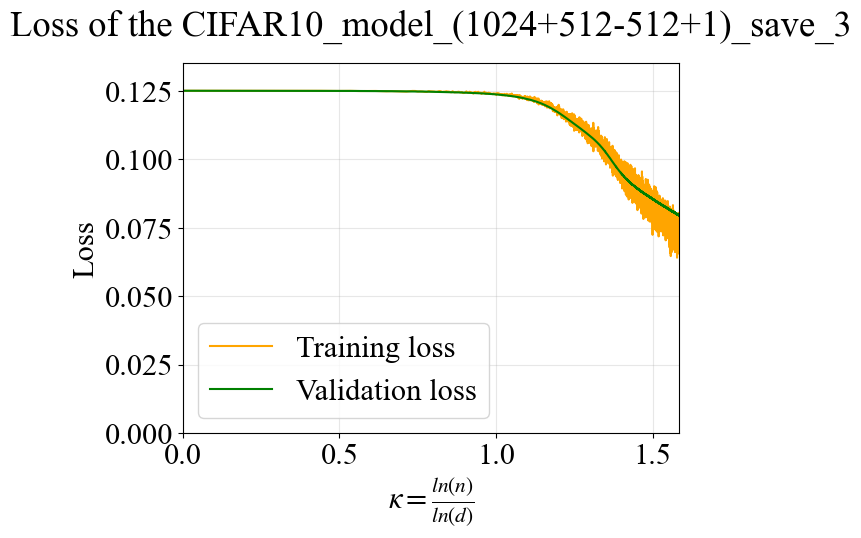 Loss of the CIFAR10_model_(1024+512-512+1)_save_3
0.125
0.100
0.075
0.050
0.025
0.000
Loss
Training loss
Validation loss
0.0 0.5 1.0 1.5
κ = ln(n) / ln(d)